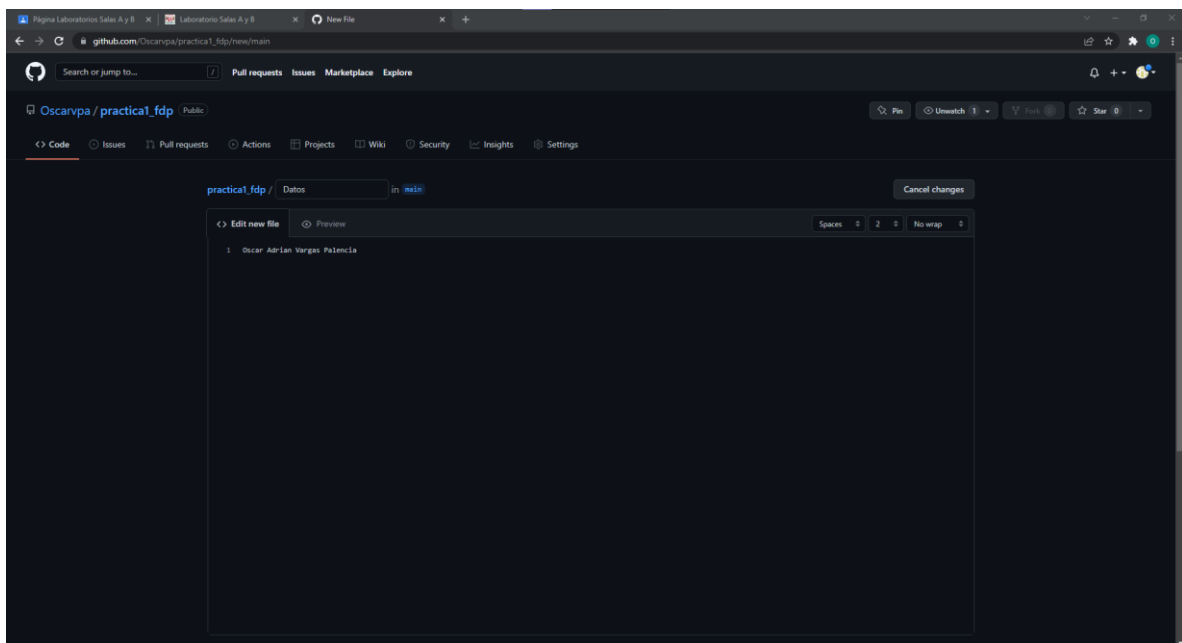 Página Laboratorios Salas A y B
Laboratorio Salas A y B
New File
github.com/Oscarvpa/practica1_fdp/new/main
Search or jump to...
/
Pull requests Issues Marketplace Explore
Oscarvpa / practica1_fdp Public
Pin
Unwatch 1
Fork 0
Star 0
<> Code
Issues
Pull requests
Actions
Projects
Wiki
Security
Insights
Settings
practica1_fdp / Datos in main
Cancel changes
<> Edit new file
Preview
Spaces
2
No wrap
1 Oscar Adrian Vargas Palencia